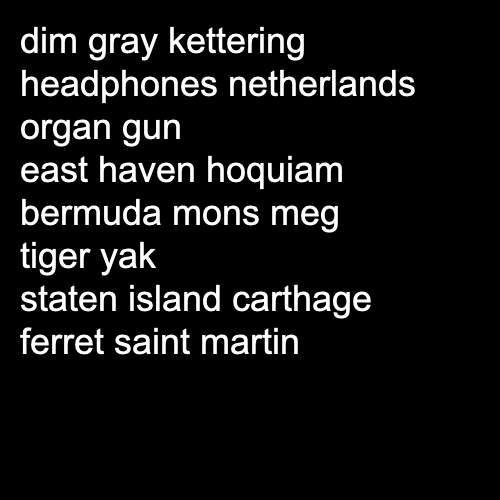 dim gray kettering
headphones netherlands
organ gun
east haven hoquiam
bermuda mons meg
tiger yak
staten island carthage
ferret saint martin